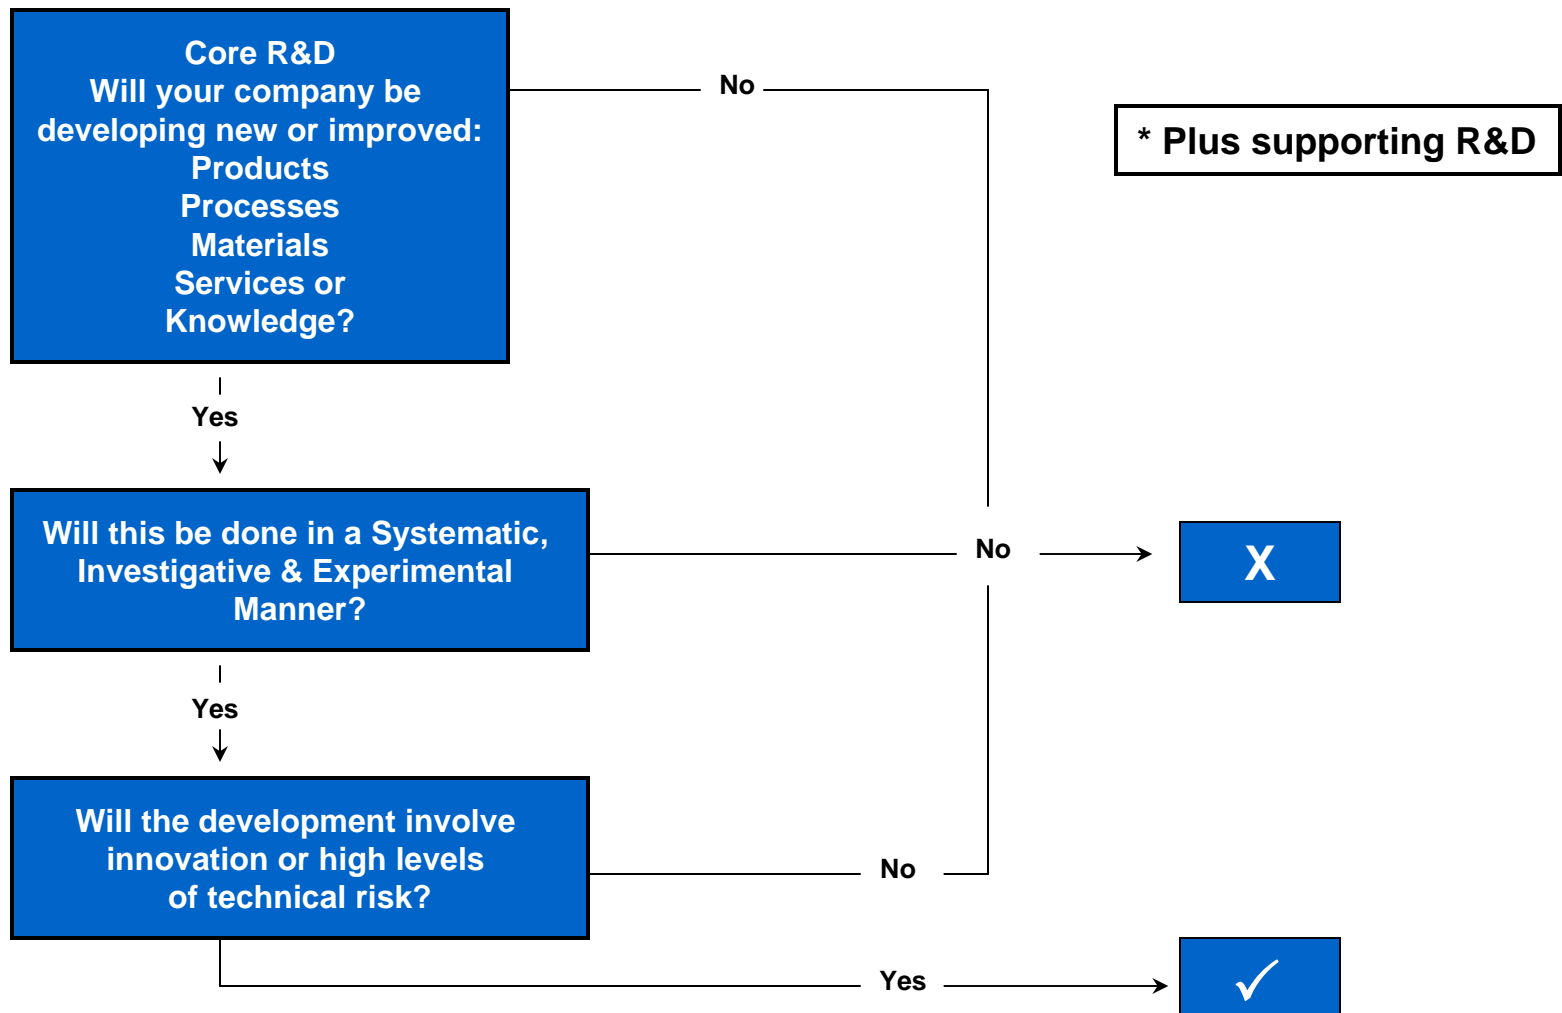 Core R&D
Will your company be
developing new or improved:
Products
Processes
Materials
Services or
Knowledge?
No
* Plus supporting R&D
Yes
Will this be done in a Systematic,
Investigative & Experimental
Manner?
No
X
Yes
Will the development involve
innovation or high levels
of technical risk?
No
Yes
✓